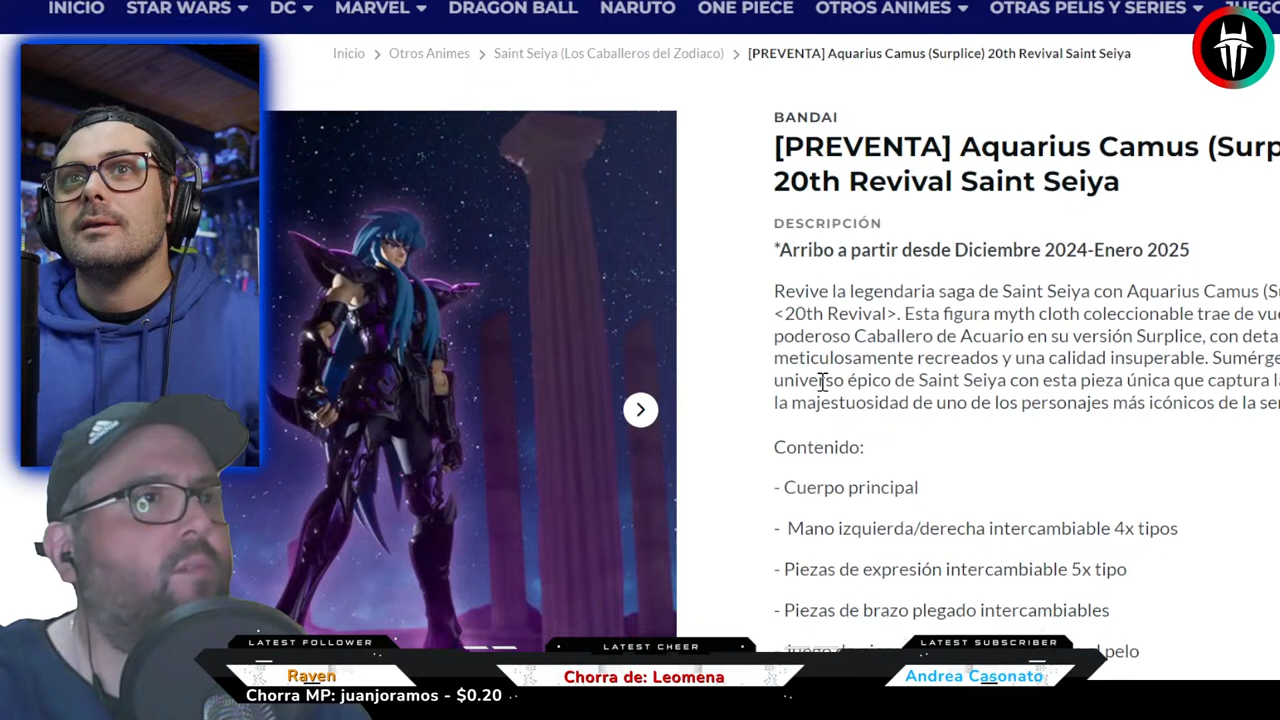 INICIO STAR WARS DC MARVEL DRAGON BALL NARUTO ONE PIECE OTROS ANIMES OTRAS PELIS Y SERIES
Inicio > Otros Animes > Saint Seiya (Los Caballeros del Zodiaco) > [PREVENTA] Aquarius Camus (Surplice) 20th Revival Saint Seiya
BANDAI
[PREVENTA] Aquarius Camus (Surp
20th Revival Saint Seiya
DESCRIPCIÓN
*Arribo a partir desde Diciembre 2024-Enero 2025
Revive la legendaria saga de Saint Seiya con Aquarius Camus (S
<20th Revival>. Esta figura myth cloth coleccionable trae de vue
poderoso Caballero de Acuario en su versión Surplice, con deta
meticulosamente recreados y una calidad insuperable. Sumérge
universo épico de Saint Seiya con esta pieza única que captura l
la majestuosidad de uno de los personajes más icónicos de la se
Contenido:
- Cuerpo principal
- Mano izquierda/derecha intercambiable 4x tipos
- Piezas de expresión intercambiable 5x tipo
- Piezas de brazo plegado intercambiables
pelo
LATEST FOLLOWER
Raven
LATEST CHEER
Chorra de: Leomena
LATEST SUBSCRIBER
Andrea Casonato
Chorra MP: juanjoramos - $0.20